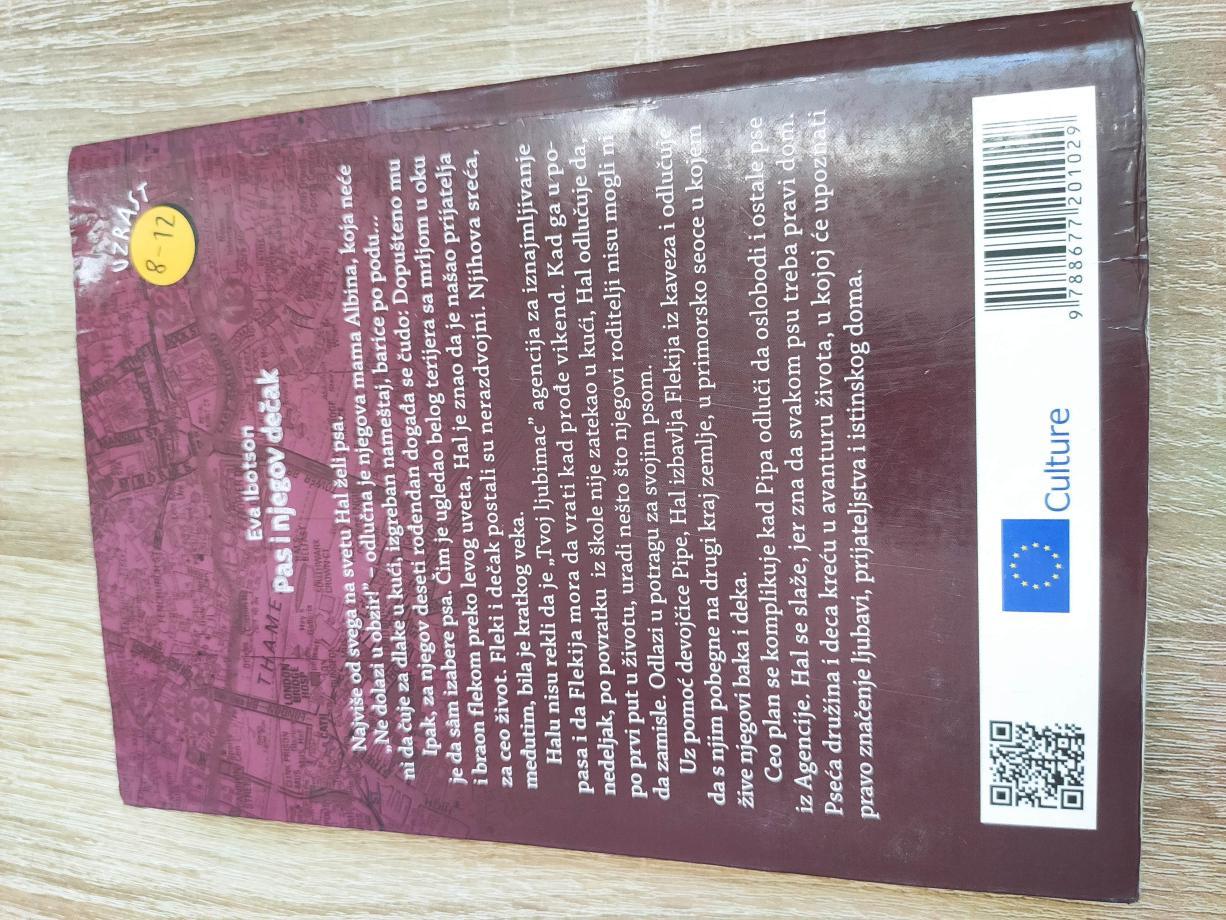 UZRAST
8-12
Eva Ibotson
Pas i njegov dečak
Najviše od svega na svetu Hal želi psa.
„Ne dolazi u obzir!" – odlučna je njegova mama Albina, koja neće
ni da čuje za dlake u kući, izgreban nameštaj, barice po podu...
Ipak, za njegov deseti rođendan događa se čudo: Dopušteno mu
je da sâm izabere psa. Čim je ugledao belog terijera sa mrljom u oku
i braon flekom preko levog uveta, Hal je znao da je našao prijatelja
za ceo život. Fleki i dečak postali su nerazdvojni. Njihova sreća,
međutim, bila je kratkog veka.
Halu nisu rekli da je „Tvoj ljubimac" agencija za iznajmljivanje
pasa i da Flekija mora da vrati kad prođe vikend. Kad ga u po-
nedeljak, po povratku iz škole nije zatekao u kući, Hal odlučuje da,
po prvi put u životu, uradi nešto što njegovi roditelji nisu mogli ni
da zamisle. Odlazi u potragu za svojim psom.
Uz pomoć devojčice Pipe, Hal izbavlja Flekija iz kaveza i odlučuje
da s njim pobegne na drugi kraj zemlje, u primorsko seoce u kojem
žive njegovi baka i deka.
Ceo plan se komplikuje kad Pipa odluči da oslobodi i ostale pse
iz Agencije. Hal se slaže, jer zna da svakom psu treba pravi dom.
Pseća družina i deca kreću u avanturu života, u kojoj će upoznati
pravo značenje ljubavi, prijateljstva i istinskog doma.
THAME
LONDON
BRIDGE
HOSP
22
23
13
Culture
9 788677 201029